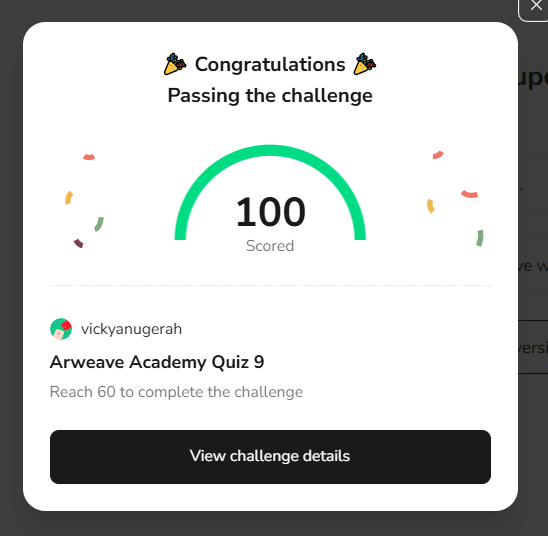 🎉 Congratulations 🎉
Passing the challenge
100
Scored
vickyanugerah
Arweave Academy Quiz 9
Reach 60 to complete the challenge
View challenge details